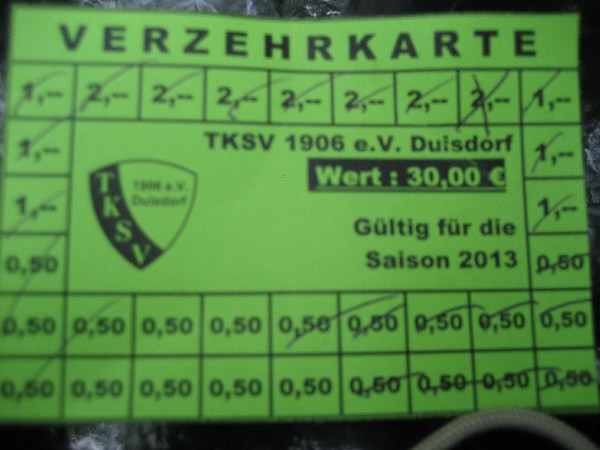 VERZEHRKARTE
1,-- 2,-- 2,-- 2,-- 2,-- 2,-- 2,-- 2,-- 1,--
1,-- TKSV 1906 e.V. Duisdorf 1,--
Wert : 30,00 €
1906 e.V.
Duisdorf
TKSV
1,-- Gültig für die 1,--
0,50 Saison 2013 0,50
0,50 0,50 0,50 0,50 0,50 0,50 0,50 0,50 0,50
0,50 0,50 0,50 0,50 0,50 0,50 0,50 0,50 0,50